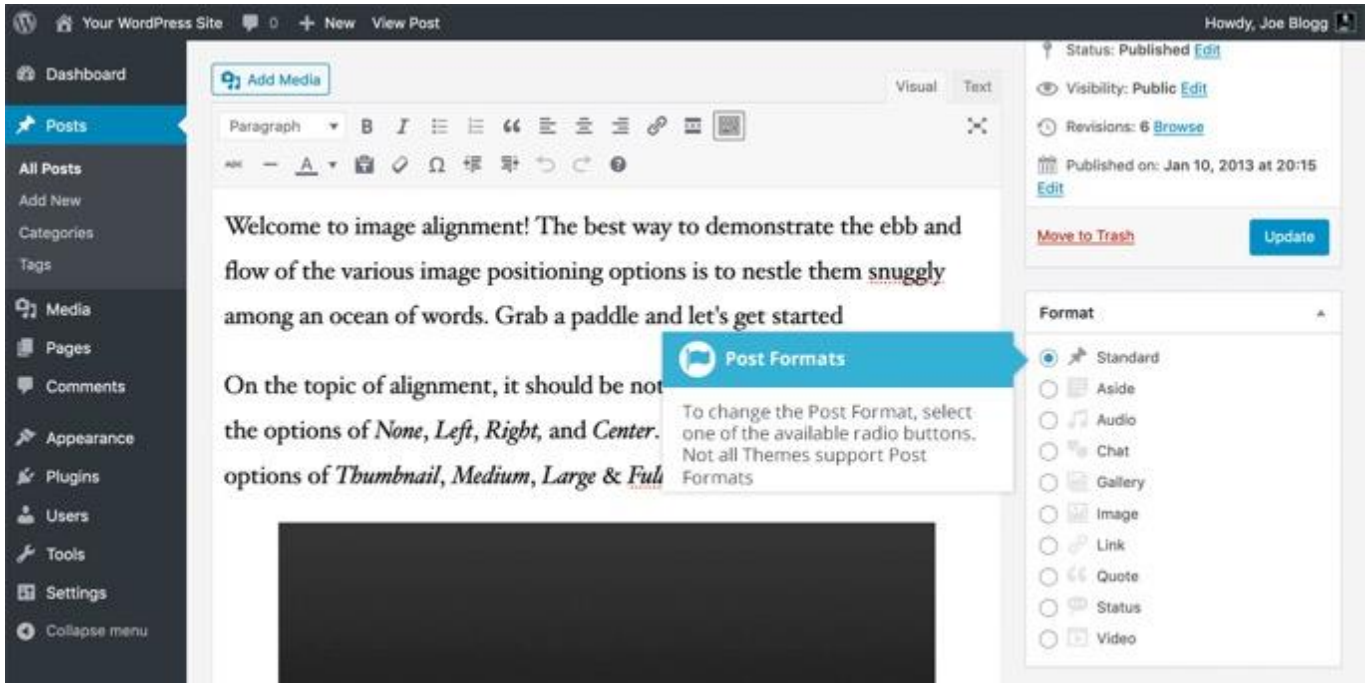 Your WordPress Site 0 + New View Post Howdy, Joe Blogg
Dashboard
Posts
All Posts
Add New
Categories
Tags
Media
Pages
Comments
Appearance
Plugins
Users
Tools
Settings
Collapse menu
Add Media
Visual Text
Paragraph B I
A Ω
Welcome to image alignment! The best way to demonstrate the ebb and
flow of the various image positioning options is to nestle them snuggly
among an ocean of words. Grab a paddle and let's get started
On the topic of alignment, it should be not
the options of None, Left, Right, and Center.
options of Thumbnail, Medium, Large & Ful
Post Formats
To change the Post Format, select
one of the available radio buttons.
Not all Themes support Post
Formats
Status: Published Edit
Visibility: Public Edit
Revisions: 6 Browse
Published on: Jan 10, 2013 at 20:15
Edit
Move to Trash Update
Format
Standard
Aside
Audio
Chat
Gallery
Image
Link
Quote
Status
Video